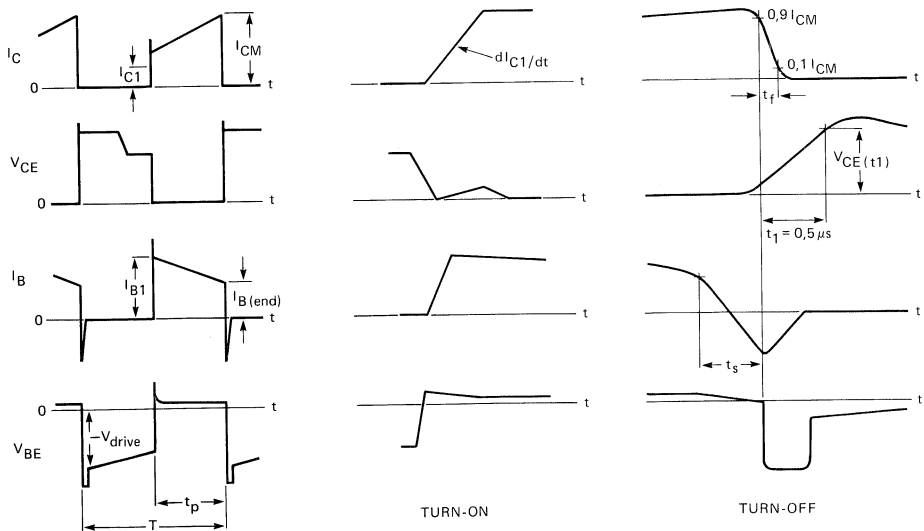 I_C
0
I_C1
I_CM
t
dI_C1/dt
t
0,9 I_CM
0,1 I_CM
t_f
t
V_CE
0
t
t
V_CE(t1)
t
t_1 = 0,5 µs
I_B
0
I_B1
I_B(end)
t
t
t_s
t
V_BE
0
–V_drive
t
t_p
T
t
t
TURN-ON
TURN-OFF